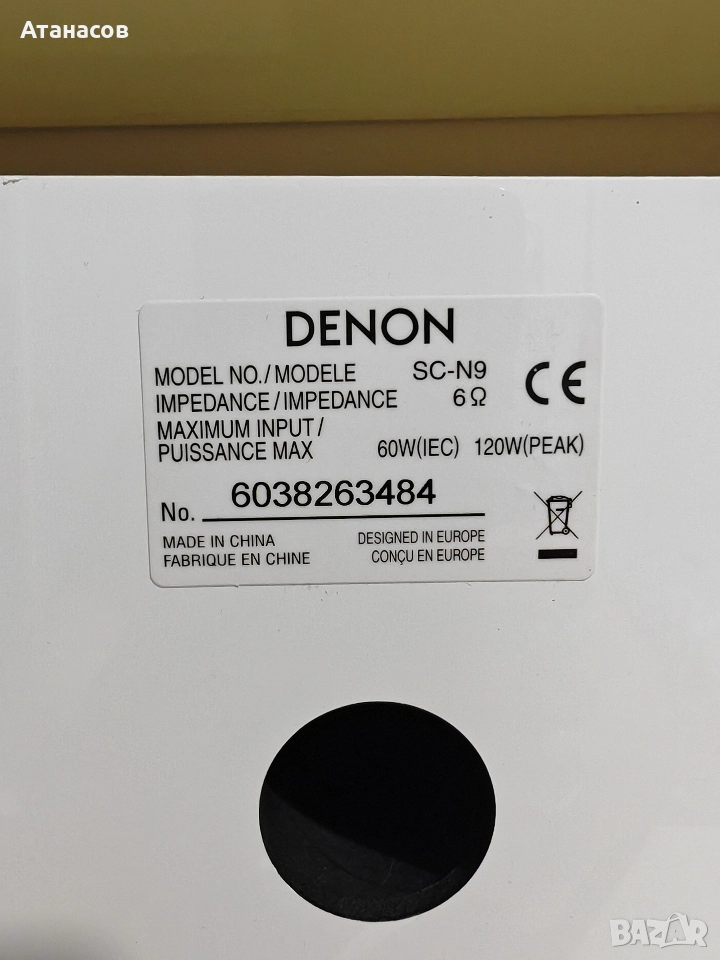 Атанасов
DENON
MODEL NO./MODELE SC-N9
IMPEDANCE/IMPEDANCE 6Ω
MAXIMUM INPUT/
PUISSANCE MAX 60W(IEC) 120W(PEAK)
CE
No. 6038263484
MADE IN CHINA DESIGNED IN EUROPE
FABRIQUE EN CHINE CONÇU EN EUROPE
BAZAR